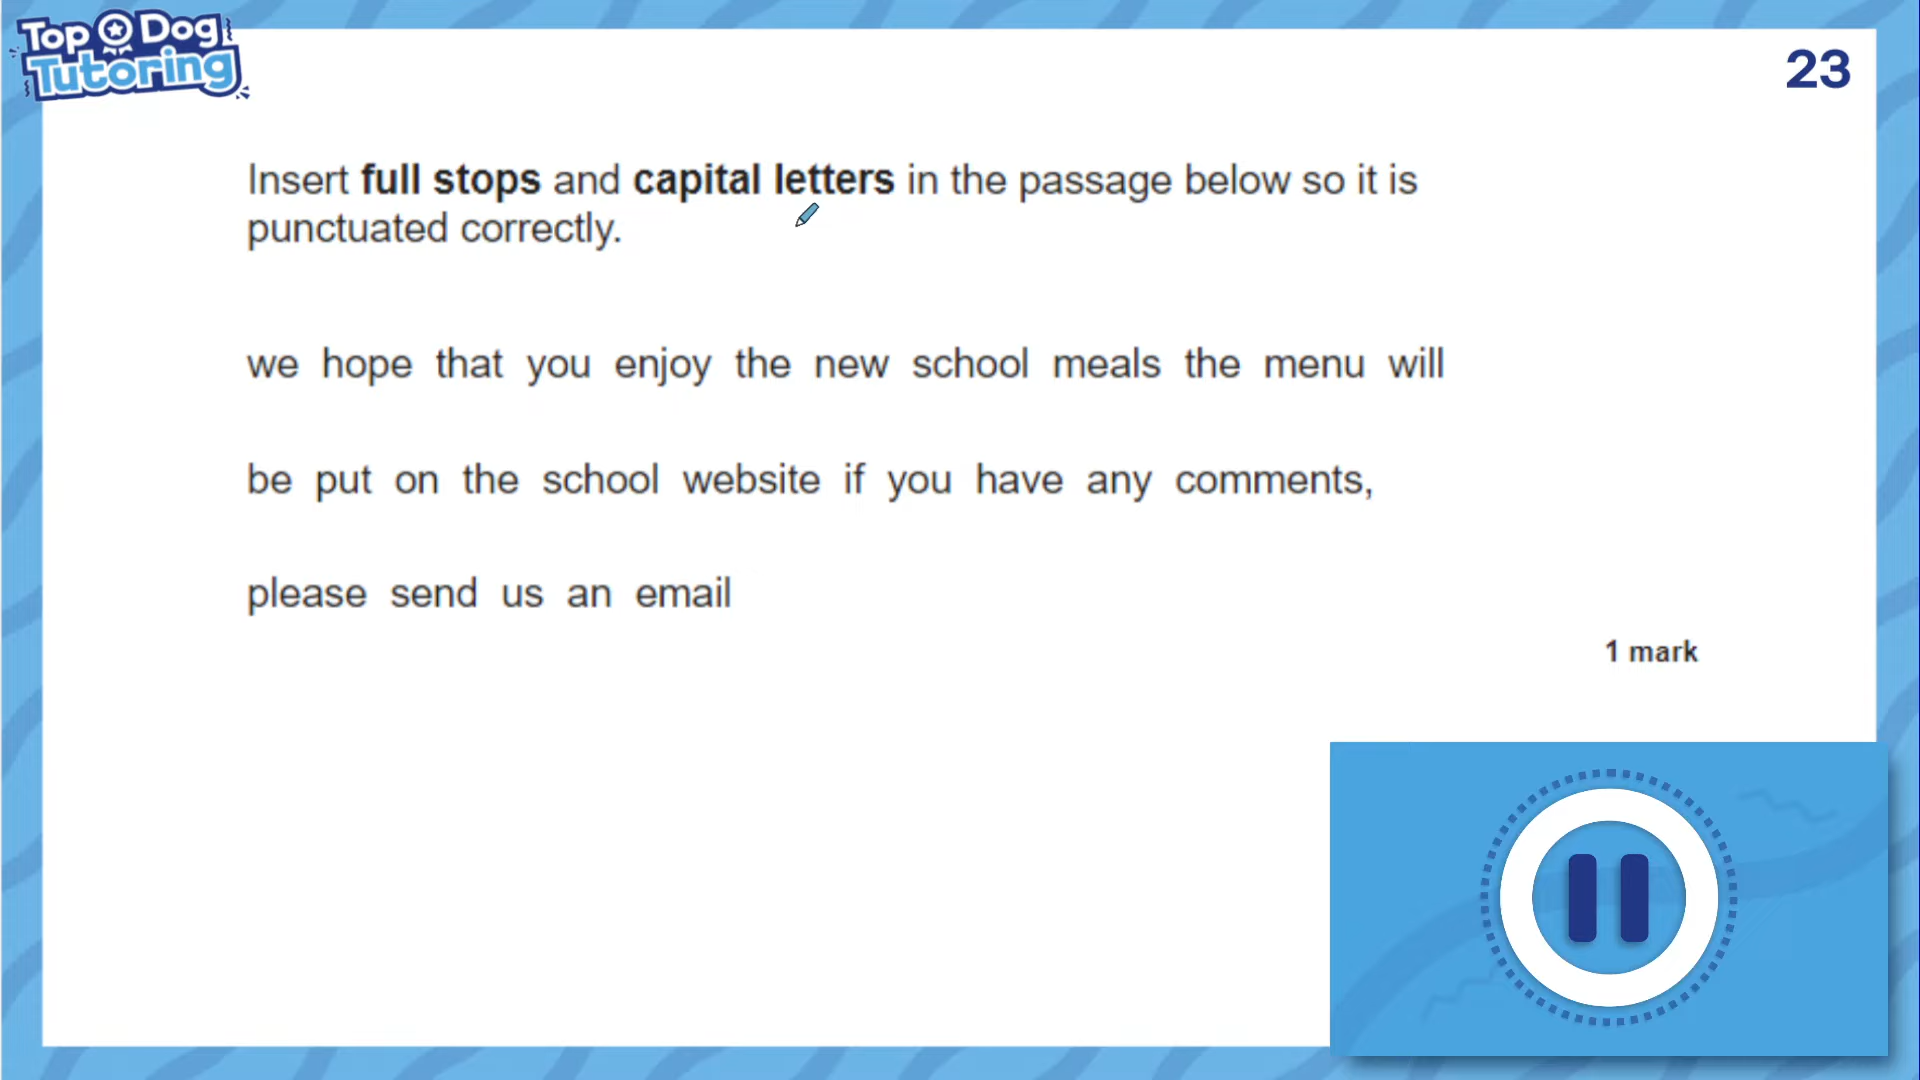 Top Dog
Tutoring
23
Insert full stops and capital letters in the passage below so it is
punctuated correctly.
we hope that you enjoy the new school meals the menu will
be put on the school website if you have any comments,
please send us an email
1 mark